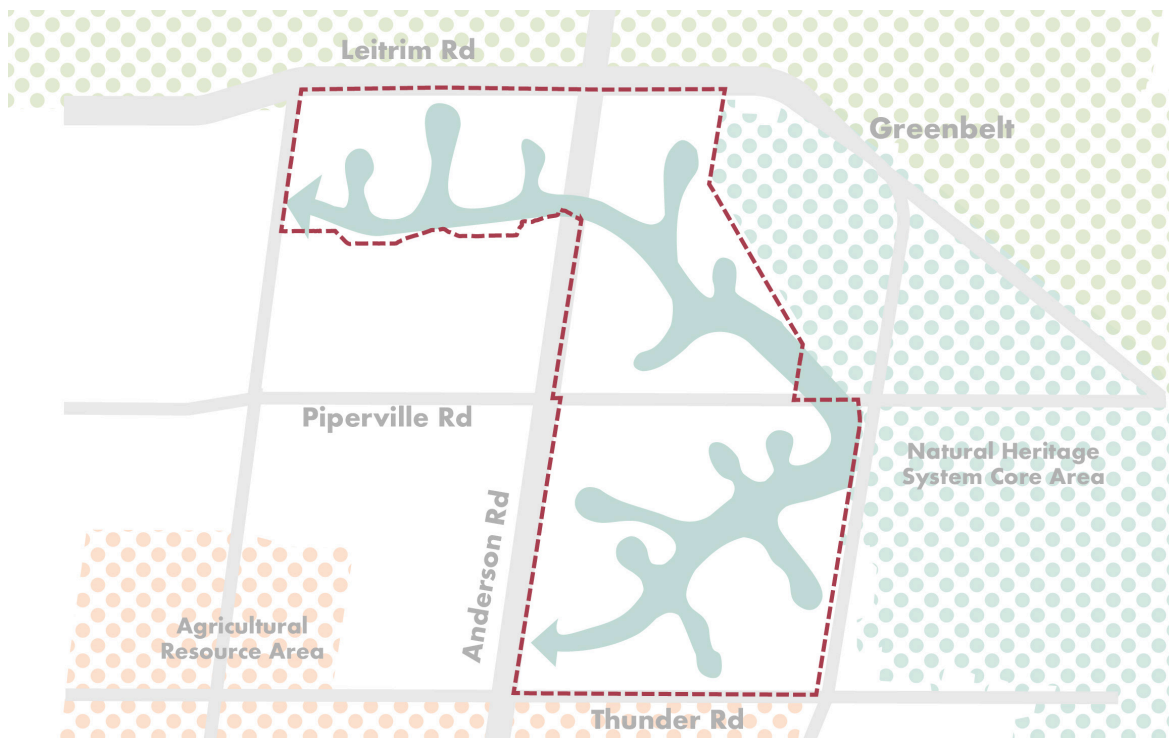 Leitrim Rd
Greenbelt
Piperville Rd
Natural Heritage
System Core Area
Anderson Rd
Agricultural
Resource Area
Thunder Rd